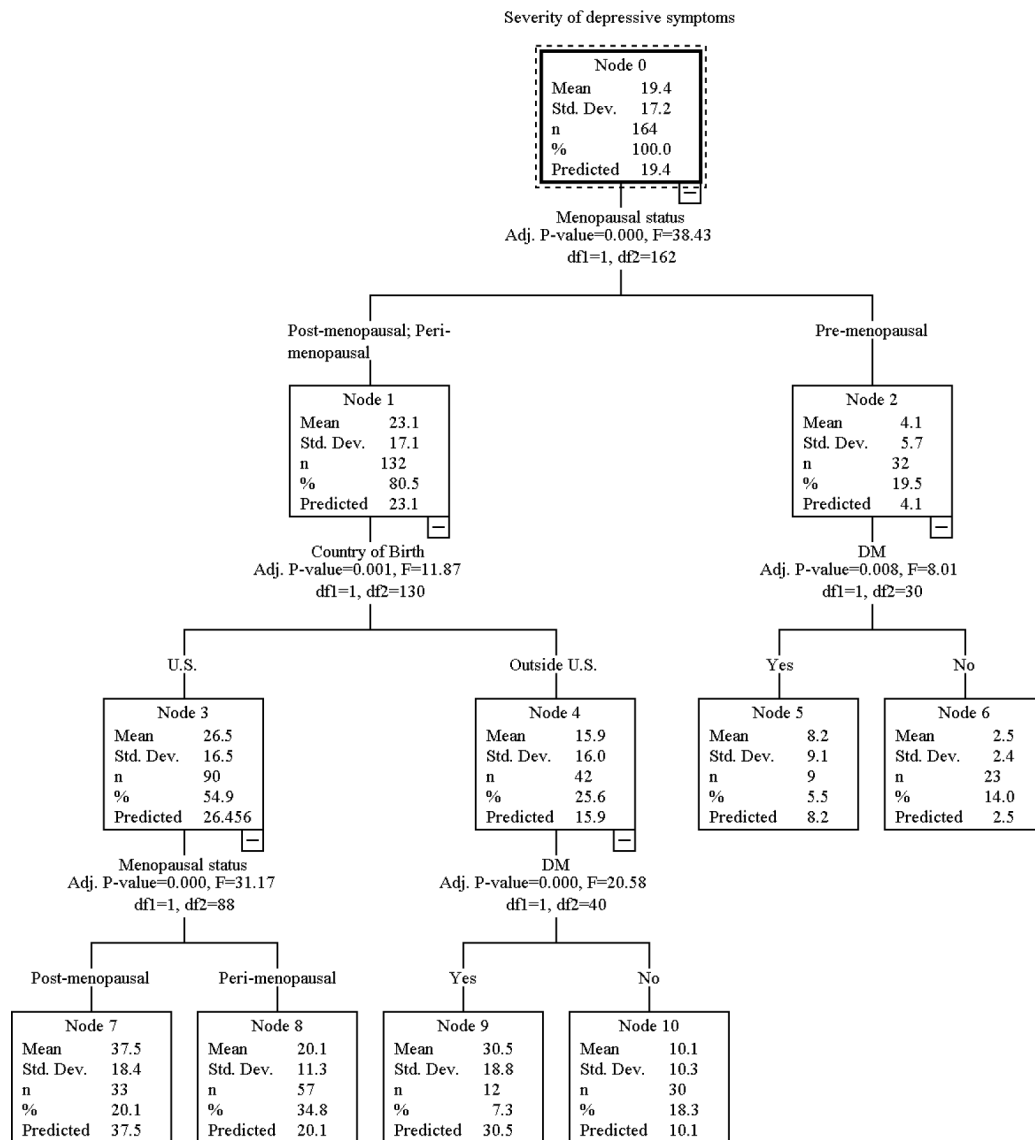 Severity of depressive symptoms
Node 0
Mean 19.4
Std. Dev. 17.2
n 164
% 100.0
Predicted 19.4
Menopausal status
Adj. P-value=0.000, F=38.43
df1=1, df2=162
Post-menopausal; Peri-
menopausal
Pre-menopausal
Node 1
Mean 23.1
Std. Dev. 17.1
n 132
% 80.5
Predicted 23.1
Node 2
Mean 4.1
Std. Dev. 5.7
n 32
% 19.5
Predicted 4.1
Country of Birth
Adj. P-value=0.001, F=11.87
df1=1, df2=130
DM
Adj. P-value=0.008, F=8.01
df1=1, df2=30
U.S.
Outside U.S.
Yes
No
Node 3
Mean 26.5
Std. Dev. 16.5
n 90
% 54.9
Predicted 26.456
Node 4
Mean 15.9
Std. Dev. 16.0
n 42
% 25.6
Predicted 15.9
Node 5
Mean 8.2
Std. Dev. 9.1
n 9
% 5.5
Predicted 8.2
Node 6
Mean 2.5
Std. Dev. 2.4
n 23
% 14.0
Predicted 2.5
Menopausal status
Adj. P-value=0.000, F=31.17
df1=1, df2=88
DM
Adj. P-value=0.000, F=20.58
df1=1, df2=40
Post-menopausal
Peri-menopausal
Yes
No
Node 7
Mean 37.5
Std. Dev. 18.4
n 33
% 20.1
Predicted 37.5
Node 8
Mean 20.1
Std. Dev. 11.3
n 57
% 34.8
Predicted 20.1
Node 9
Mean 30.5
Std. Dev. 18.8
n 12
% 7.3
Predicted 30.5
Node 10
Mean 10.1
Std. Dev. 10.3
n 30
% 18.3
Predicted 10.1